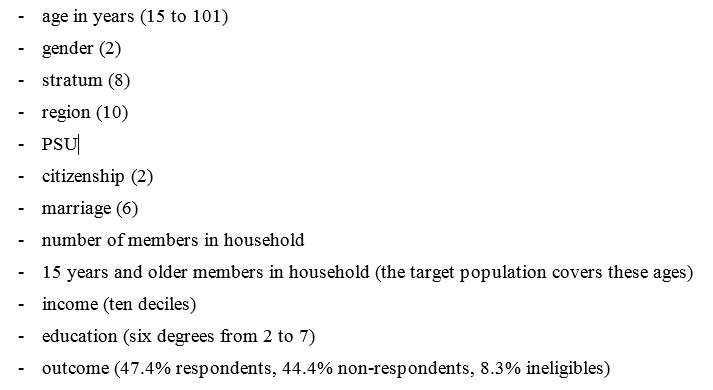 - age in years (15 to 101)
- gender (2)
- stratum (8)
- region (10)
- PSU
- citizenship (2)
- marriage (6)
- number of members in household
- 15 years and older members in household (the target population covers these ages)
- income (ten deciles)
- education (six degrees from 2 to 7)
- outcome (47.4% respondents, 44.4% non-respondents, 8.3% ineligibles)